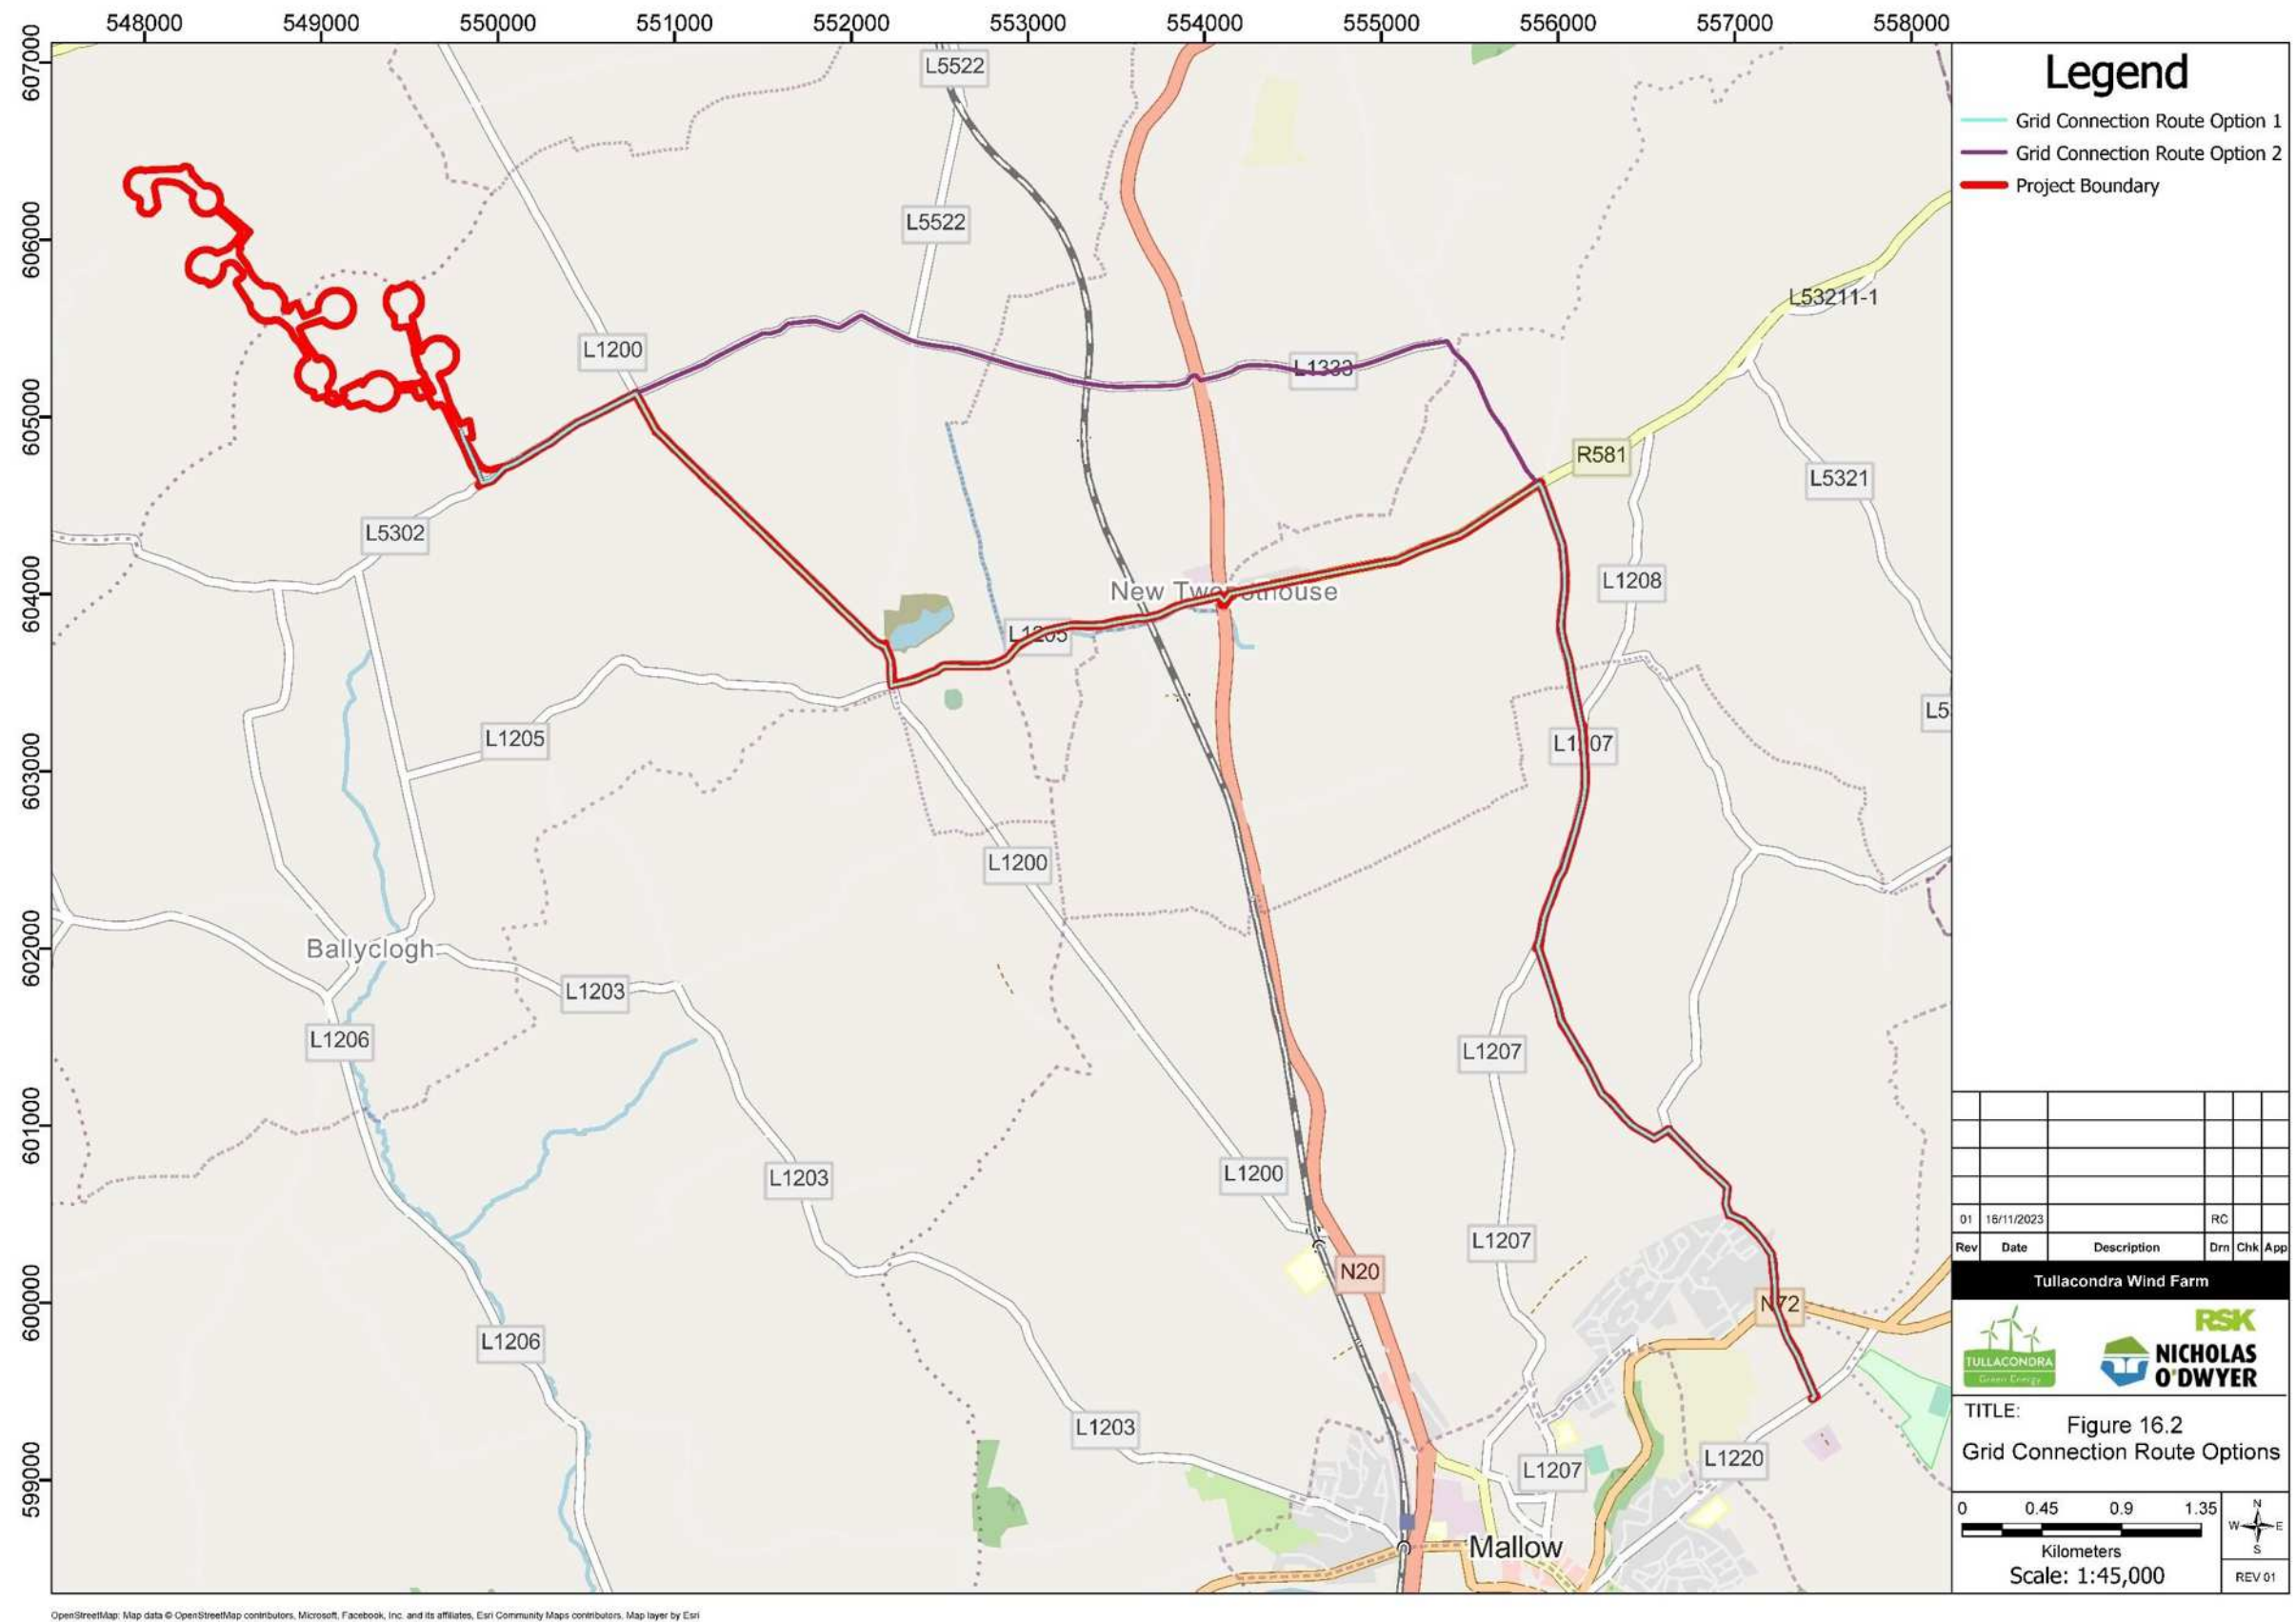 548000 549000 550000 551000 552000 553000 554000 555000 556000 557000 558000
607000
606000
605000
604000
603000
602000
601000
600000
599000
L5522
L5522
L53211-1
L1200
L1333
R581
L5321
L5302
L1208
New Twopothouse
L1205
L5
L1205
L1207
L1200
Ballyclogh
L1203
L1206
L1207
L1203
L1200
L1207
N20
N72
L1206
L1203
L1207
L1220
Mallow
Legend
Grid Connection Route Option 1
Grid Connection Route Option 2
Project Boundary
01 16/11/2023 RC
Rev Date Description Drn Chk App
Tullacondra Wind Farm
TULLACONDRA
Green Energy
RSK
NICHOLAS
O'DWYER
TITLE:
Figure 16.2
Grid Connection Route Options
0 0.45 0.9 1.35
Kilometers
Scale: 1:45,000
N
W E
S
REV 01
OpenStreetMap: Map data © OpenStreetMap contributors, Microsoft, Facebook, Inc. and its affiliates, Esri Community Maps contributors, Map layer by Esri